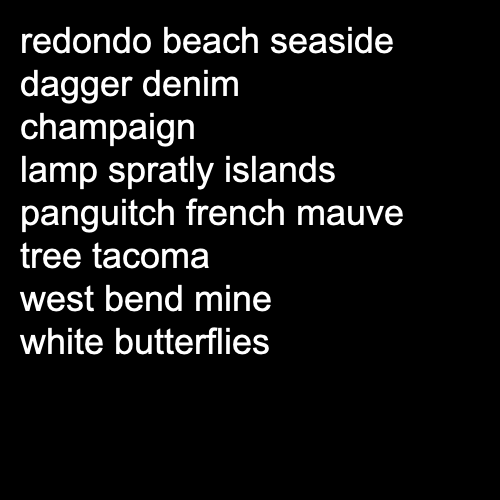 redondo beach seaside
dagger denim
champaign
lamp spratly islands
panguitch french mauve
tree tacoma
west bend mine
white butterflies